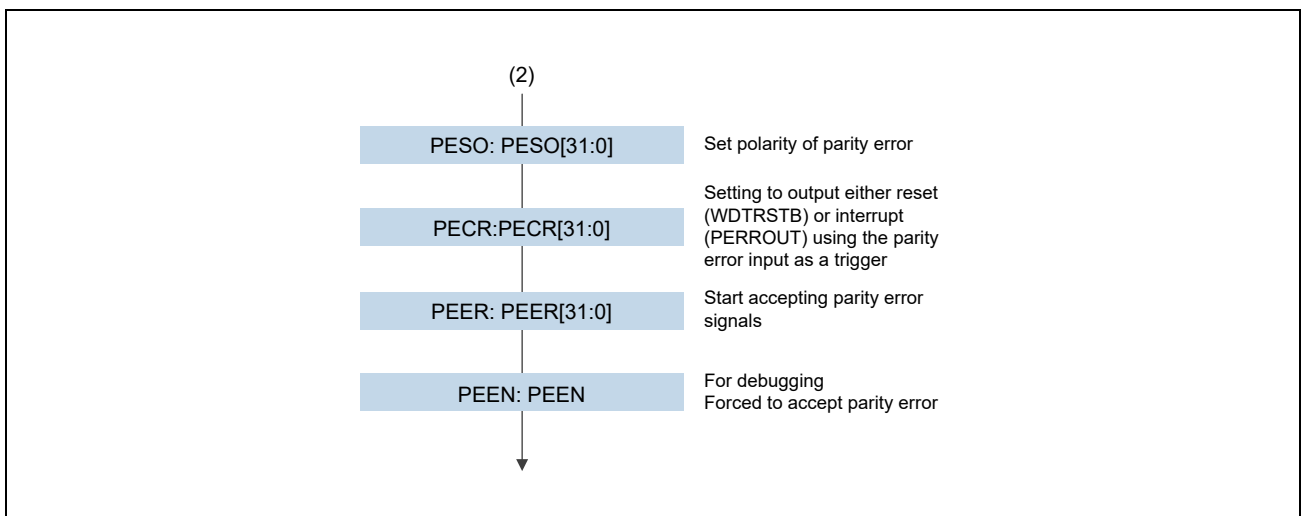 (2)
PESO: PESO[31:0]
Set polarity of parity error
PECR:PECR[31:0]
Setting to output either reset
(WDTRSTB) or interrupt
(PERROUT) using the parity
error input as a trigger
PEER: PEER[31:0]
Start accepting parity error
signals
PEEN: PEEN
For debugging
Forced to accept parity error